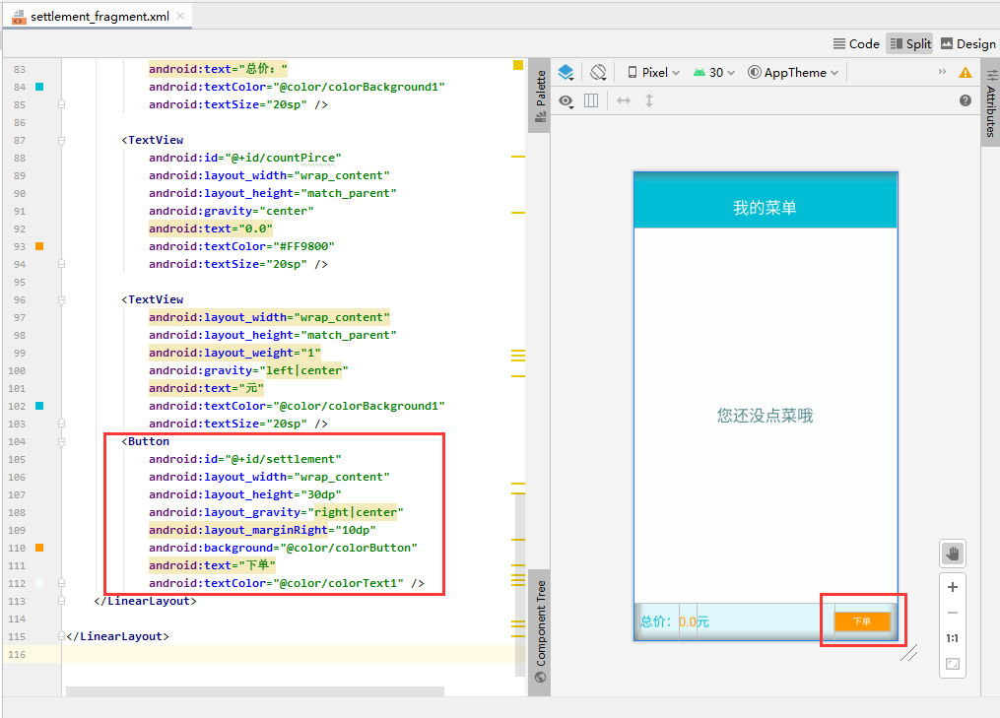 settlement_fragment.xml
Code Split Design
83 android:text="总价："
84 android:textColor="@color/colorBackground1"
85 android:textSize="20sp" />
86
87 <TextView
88 android:id="@+id/countPirce"
89 android:layout_width="wrap_content"
90 android:layout_height="match_parent"
91 android:gravity="center"
92 android:text="0.0"
93 android:textColor="#FF9800"
94 android:textSize="20sp" />
95
96 <TextView
97 android:layout_width="wrap_content"
98 android:layout_height="match_parent"
99 android:layout_weight="1"
100 android:gravity="left|center"
101 android:text="元"
102 android:textColor="@color/colorBackground1"
103 android:textSize="20sp" />
104 <Button
105 android:id="@+id/settlement"
106 android:layout_width="wrap_content"
107 android:layout_height="30dp"
108 android:layout_gravity="right|center"
109 android:layout_marginRight="10dp"
110 android:background="@color/colorButton"
111 android:text="下单"
112 android:textColor="@color/colorText1" />
113 </LinearLayout>
114
115 </LinearLayout>
116
Palette
Component Tree
Pixel 30 AppTheme
Attributes
我的菜单
您还没点菜哦
总价：0.0元
下单
1:1